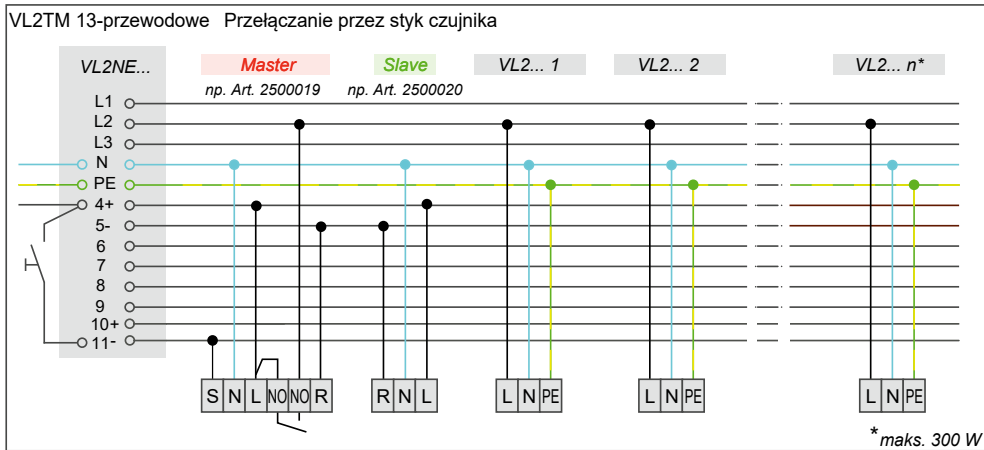 VL2TM 13-przewodowe Przełączanie przez styk czujnika
VL2NE... Master Slave VL2... 1 VL2... 2 VL2... n*
np. Art. 2500019 np. Art. 2500020
L1
L2
L3
N
PE
4+
5-
6
7
8
9
10+
11-
S N L NO NO R R N L L N PE L N PE L N PE
* maks. 300 W